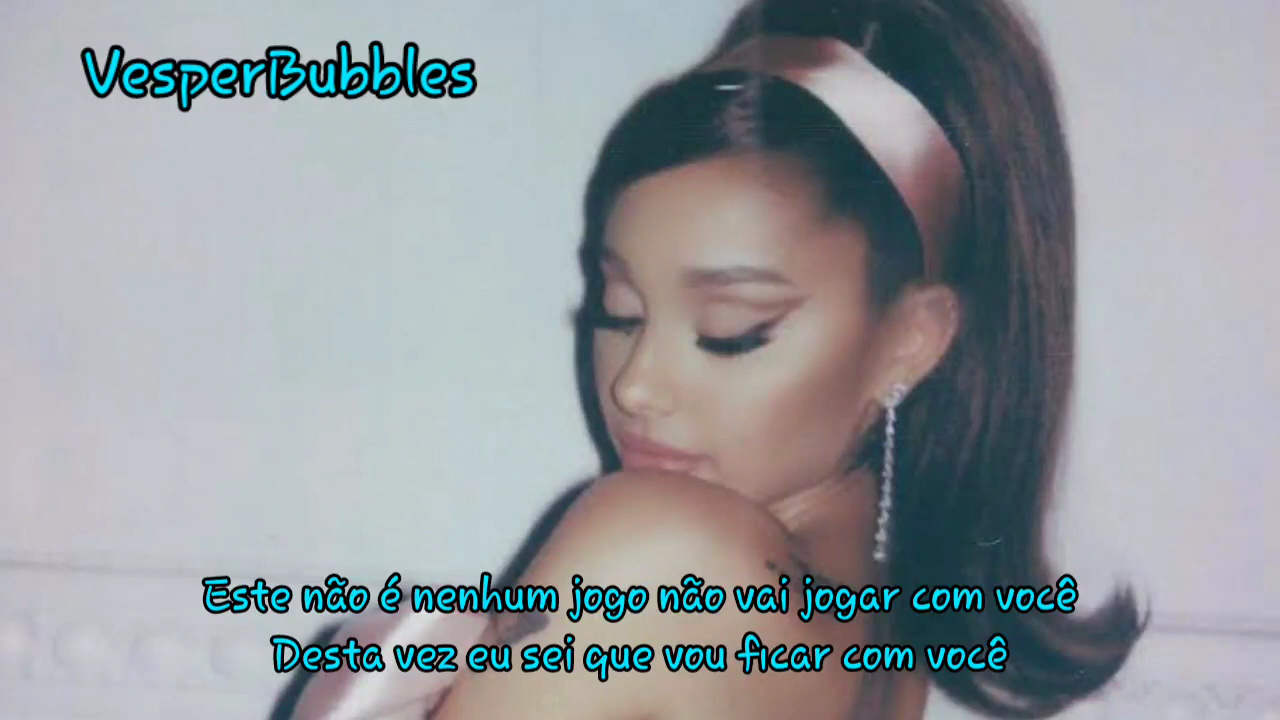 VesperBubbles
Este não é nenhum jogo não vai jogar com você
Desta vez eu sei que vou ficar com você